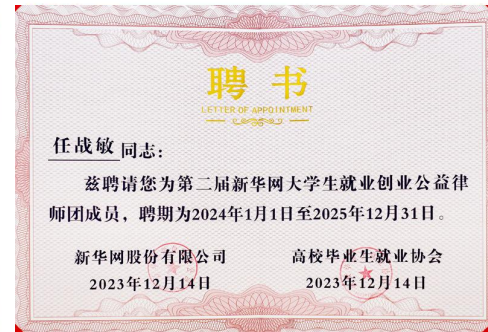 聘书
LETTER OF APPOINTMENT
任战敏 同志：
兹聘请您为第二届新华网大学生就业创业公益律
师团成员，聘期为2024年1月1日至2025年12月31日。
新华网股份有限公司 高校毕业生就业协会
2023年12月14日 2023年12月14日